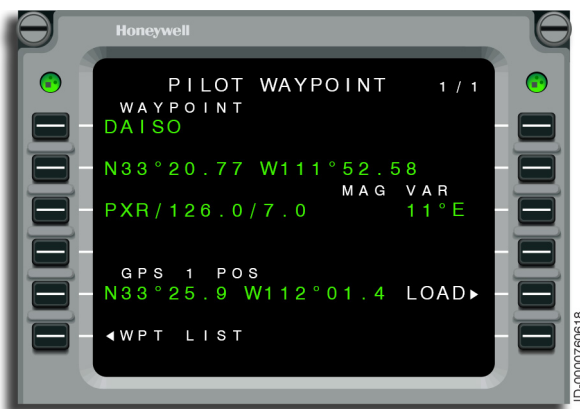 Honeywell
PILOT WAYPOINT 1 / 1
WAYPOINT
DAISO
N33°20.77 W111°52.58
MAG VAR
PXR/126.0/7.0 11°E
GPS 1 POS
N33°25.9 W112°01.4 LOAD▶
◀WPT LIST
ID-0000760618